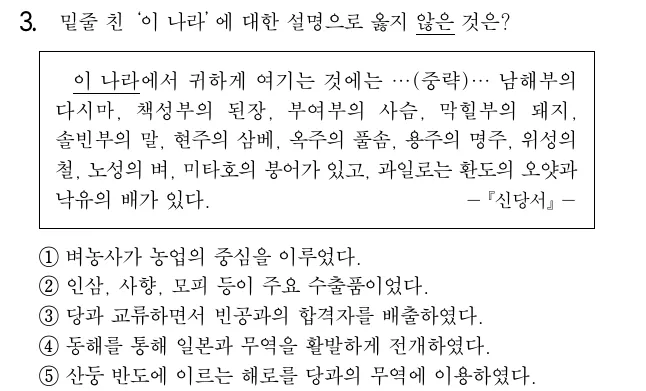 3. 밑줄 친 ‘이 나라’에 대한 설명으로 옳지 않은 것은?
이 나라에서 귀하게 여기는 것에는 …(중략)… 남해부의
다시마, 책성부의 된장, 부여부의 사슴, 막힐부의 돼지,
솔빈부의 말, 현주의 삼베, 옥주의 풀솜, 용주의 명주, 위성의
철, 노성의 벼, 미타호의 붕어가 있고, 과일로는 환도의 오얏과
낙유의 배가 있다. －『신당서』－
① 벼농사가 농업의 중심을 이루었다.
② 인삼, 사향, 모피 등이 주요 수출품이었다.
③ 당과 교류하면서 빈공과의 합격자를 배출하였다.
④ 동해를 통해 일본과 무역을 활발하게 전개하였다.
⑤ 산둥 반도에 이르는 해로를 당과의 무역에 이용하였다.